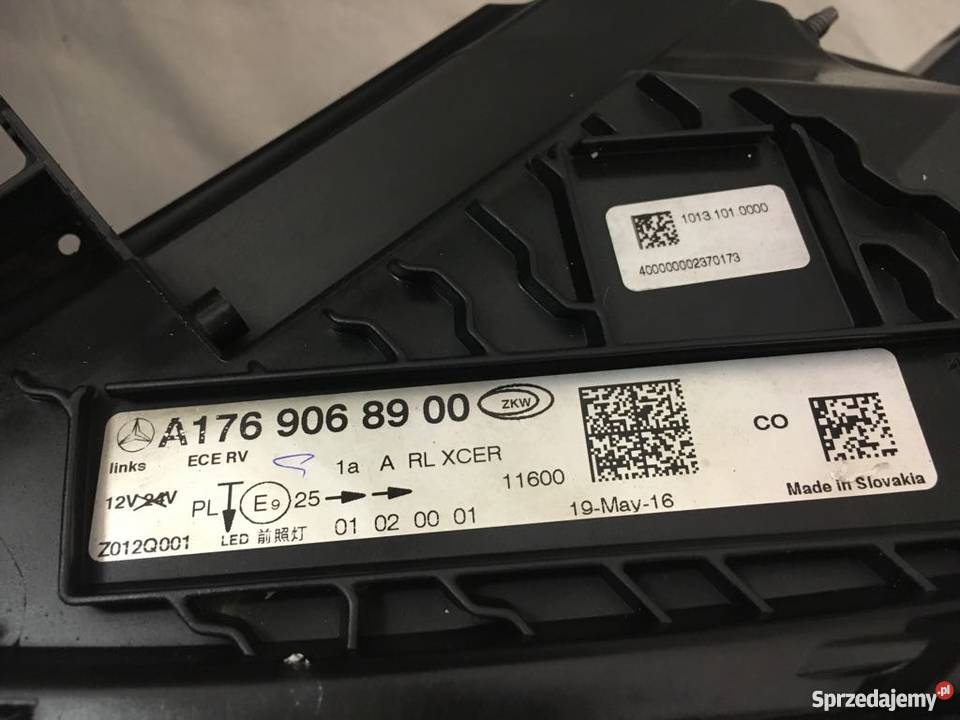 1013.101.0000
400000002370173
A176 906 89 00 ZKW
links ECE RV 1a A RL XCER 11600 CO
12V 24V PL E9 25 19-May-16 Made in Slovakia
Z012Q001 LED 前照灯 01 02 00 01
Sprzedajemy.pl